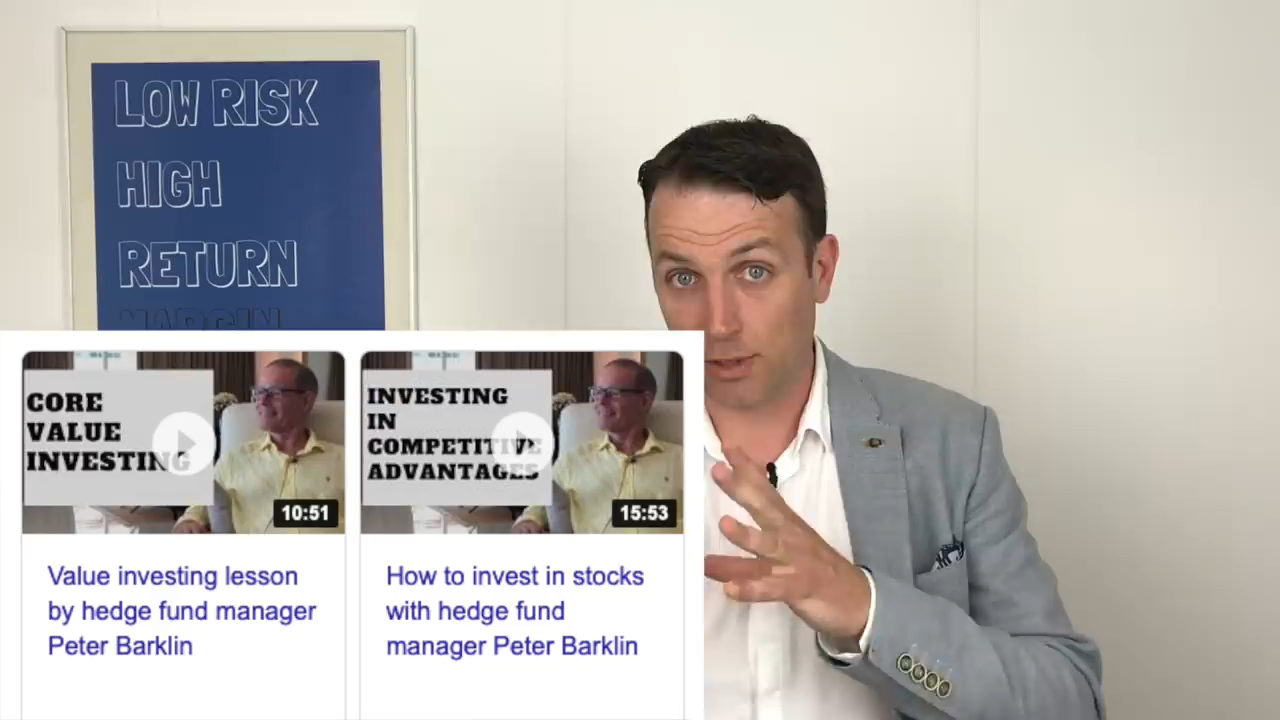 LOW RISK
HIGH
RETURN
MARGIN
CORE
VALUE
INVESTING
10:51
INVESTING
IN
COMPETITIVE
ADVANTAGES
15:53
Value investing lesson
by hedge fund manager
Peter Barklin
How to invest in stocks
with hedge fund
manager Peter Barklin